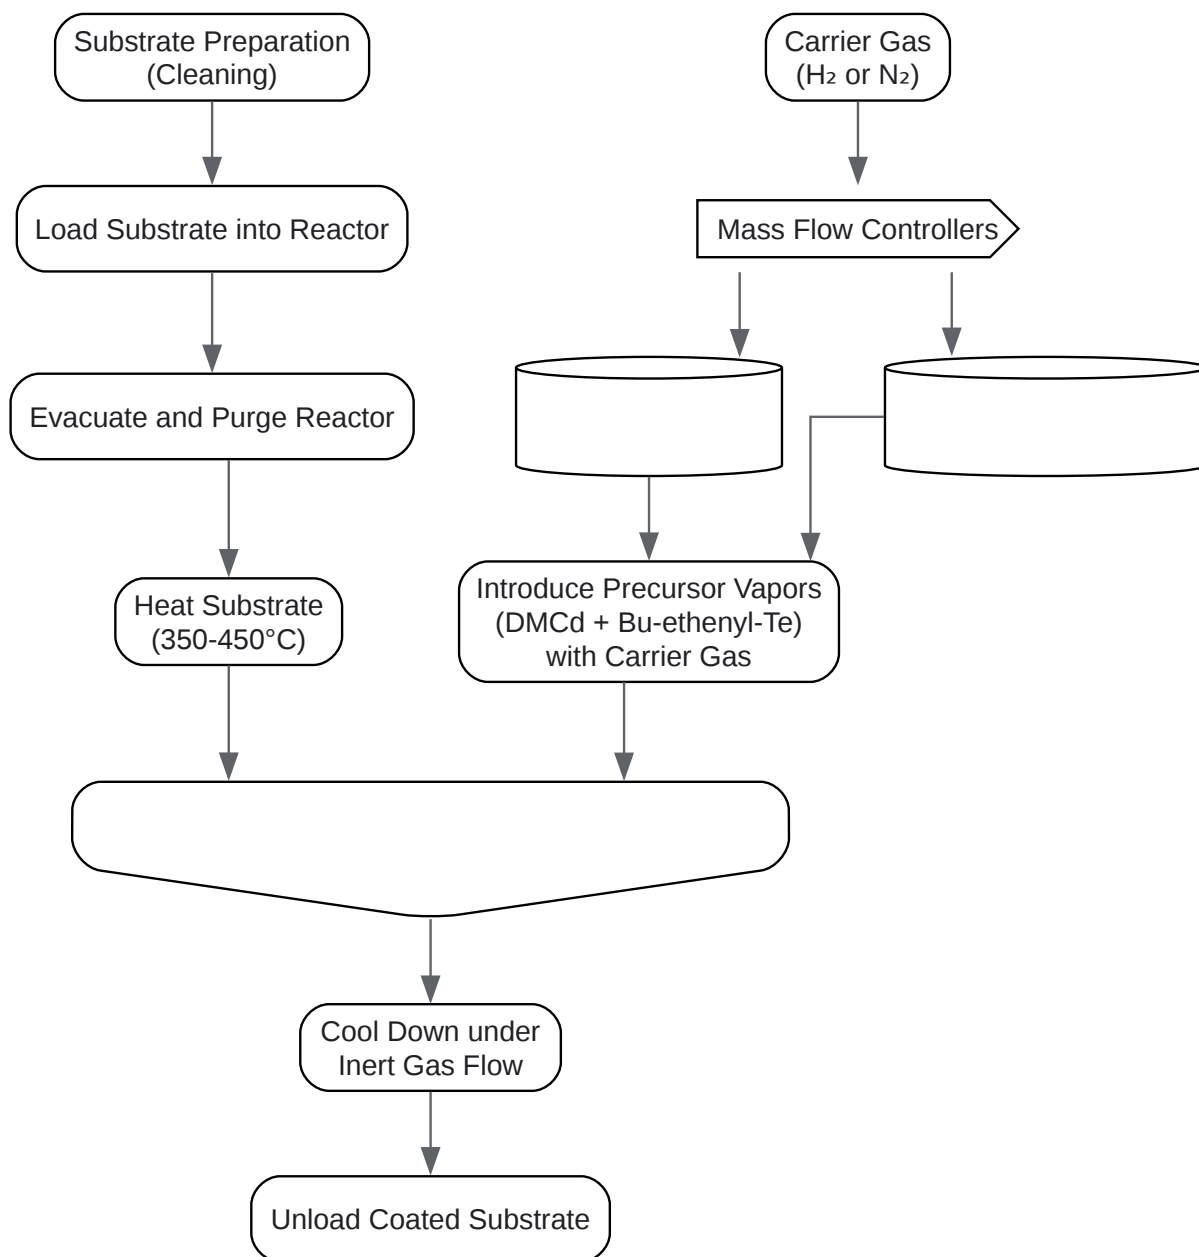 Substrate Preparation
(Cleaning)
Carrier Gas
(H₂ or N₂)
Load Substrate into Reactor
Mass Flow Controllers
Evacuate and Purge Reactor
Heat Substrate
(350-450°C)
Introduce Precursor Vapors
(DMCd + Bu-ethenyl-Te)
with Carrier Gas
Cool Down under
Inert Gas Flow
Unload Coated Substrate